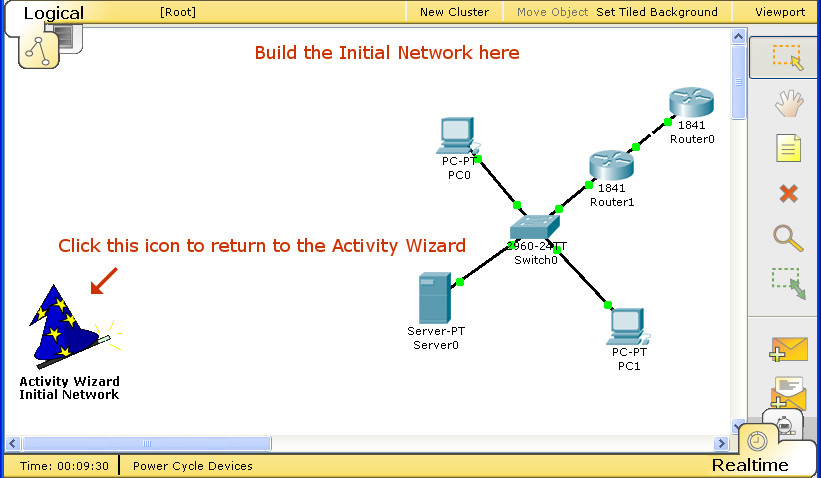 Logical
[Root]
New Cluster
Move Object
Set Tiled Background
Viewport
Build the Initial Network here
1841
Router0
PC-PT
PC0
1841
Router1
Click this icon to return to the Activity Wizard
2960-24TT
Switch0
Server-PT
Server0
PC-PT
PC1
Activity Wizard
Initial Network
Time: 00:09:30
Power Cycle Devices
Realtime